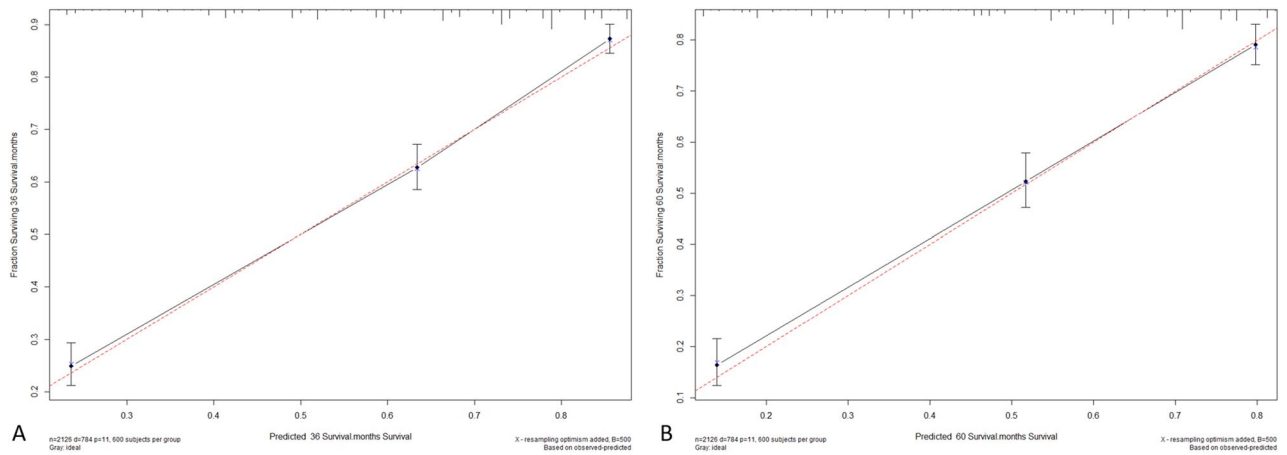 0.9
0.8
0.7
0.6
0.5
0.4
0.3
0.2
Fraction Surviving 36 Survival.months
0.3 0.4 0.5 0.6 0.7 0.8
A
Predicted 36 Survival.months Survival
n=2126 d=784 p=11, 600 subjects per group
Gray: ideal
X - resampling optimism added, B=500
Based on observed-predicted
0.8
0.7
0.6
0.5
0.4
0.3
0.2
0.1
Fraction Surviving 60 Survival.months
0.2 0.3 0.4 0.5 0.6 0.7 0.8
B
Predicted 60 Survival.months Survival
n=2126 d=784 p=11, 600 subjects per group
Gray: ideal
X - resampling optimism added, B=500
Based on observed-predicted